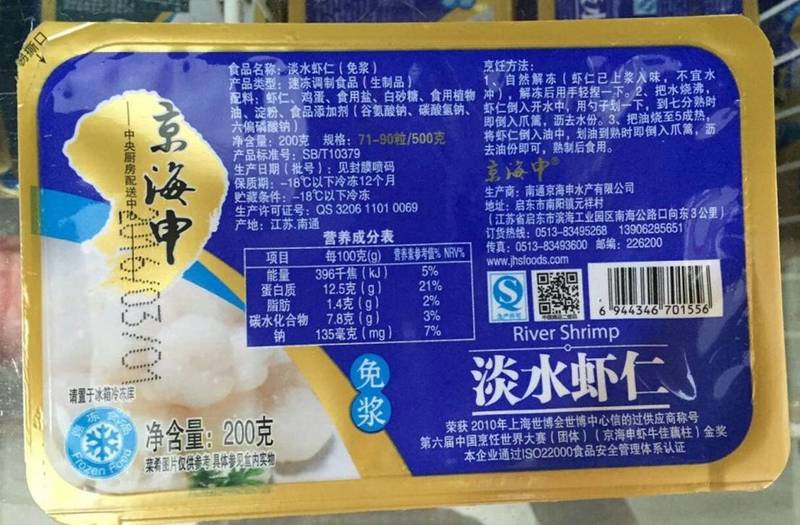 易撕口
京海申
中央厨房配送中心
2016/03/01
食品名称：淡水虾仁（免浆）
产品类型：速冻调制食品（生制品）
配料：虾仁、鸡蛋、食用盐、白砂糖、食用植物
油、淀粉、食品添加剂（谷氨酸钠、碳酸氢钠、
六偏磷酸钠）
净含量：200克 规格：71-90粒/500克
产品标准号：SB/T10379
生产日期（批号）：见封膜喷码
保质期：-18℃以下冷冻12个月
贮藏条件：-18℃以下冷冻
生产许可证号：QS 3206 1101 0069
产地：江苏.南通
营养成分表
项目 每100克(g) 营养素参考值% NRV%
能量 396千焦（kJ） 5%
蛋白质 12.5克(g) 21%
脂肪 1.4克(g) 2%
碳水化合物 7.8克(g) 3%
钠 135毫克(mg) 7%
烹饪方法：
1、自然解冻（虾仁已上浆入味，不宜水
冲），解冻后用手轻捏一下。2、把水烧沸，
虾仁倒入开水中，用勺子划一下，到七分熟时
即倒入爪篱，沥去水份。3、把油烧至5成热，
将虾仁倒入油中，划油到熟时即倒入爪篱，沥
去油份即可，熟制后食用。
京海申®
生产商：南通京海申水产有限公司
地址：启东市南阳镇元祥村
（江苏省启东市滨海工业园区南海公路口向东3公里）
订货热线：0513-83495268 13906285651
传真：0513-83493600 邮编：226200
www.jhsfoods.com
生产许可
6 944346 701556
River Shrimp
淡水虾仁
免浆
荣获 2010年上海世博会世博中心信的过供应商称号
第六届中国烹饪世界大赛（团体）（京海申虾牛佳藕柱）金奖
本企业通过ISO22000食品安全管理体系认证
请置于冰箱冷冻库
速冻食品
Frozen Food
净含量：200克
菜肴图片仅供参考具体参见盒内实物